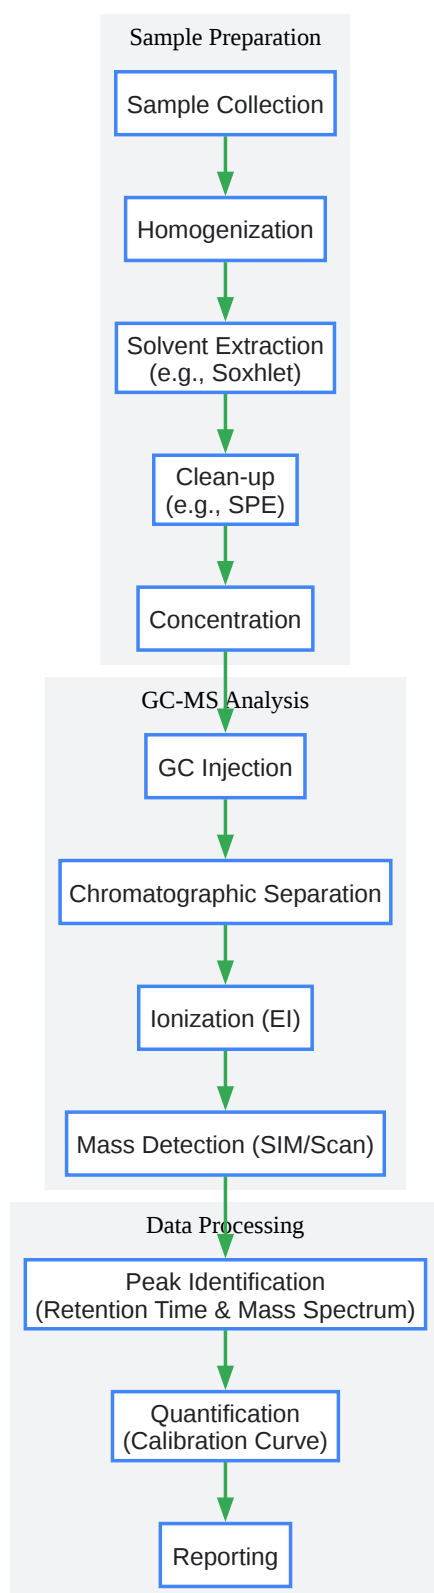 Sample Preparation
Sample Collection
Homogenization
Solvent Extraction
(e.g., Soxhlet)
Clean-up
(e.g., SPE)
Concentration
GC-MS Analysis
GC Injection
Chromatographic Separation
Ionization (EI)
Mass Detection (SIM/Scan)
Data Processing
Peak Identification
(Retention Time & Mass Spectrum)
Quantification
(Calibration Curve)
Reporting